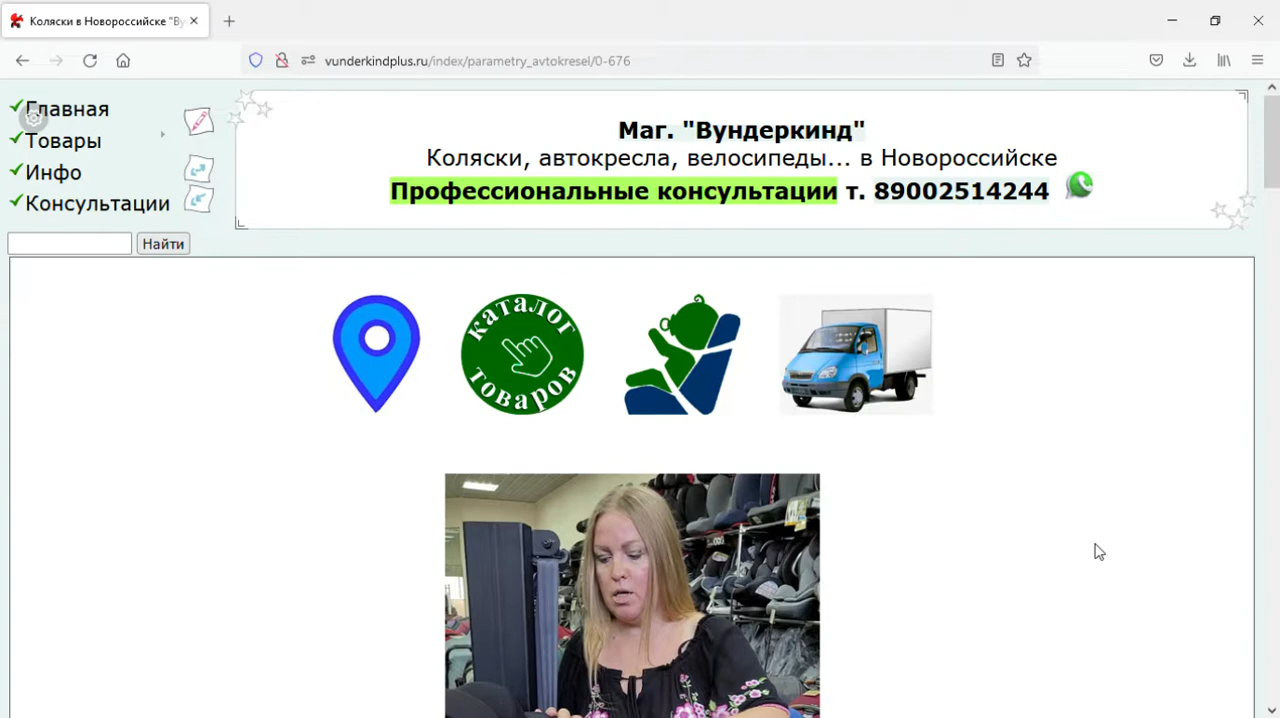 Коляски в Новороссийске "Ву
vunderkindplus.ru/index/parametry_avtokresel/0-676
Главная
Товары
Инфо
Консультации
Найти
Маг. "Вундеркинд"
Коляски, автокресла, велосипеды... в Новороссийске
Профессиональные консультации т. 89002514244
каталог
товаров